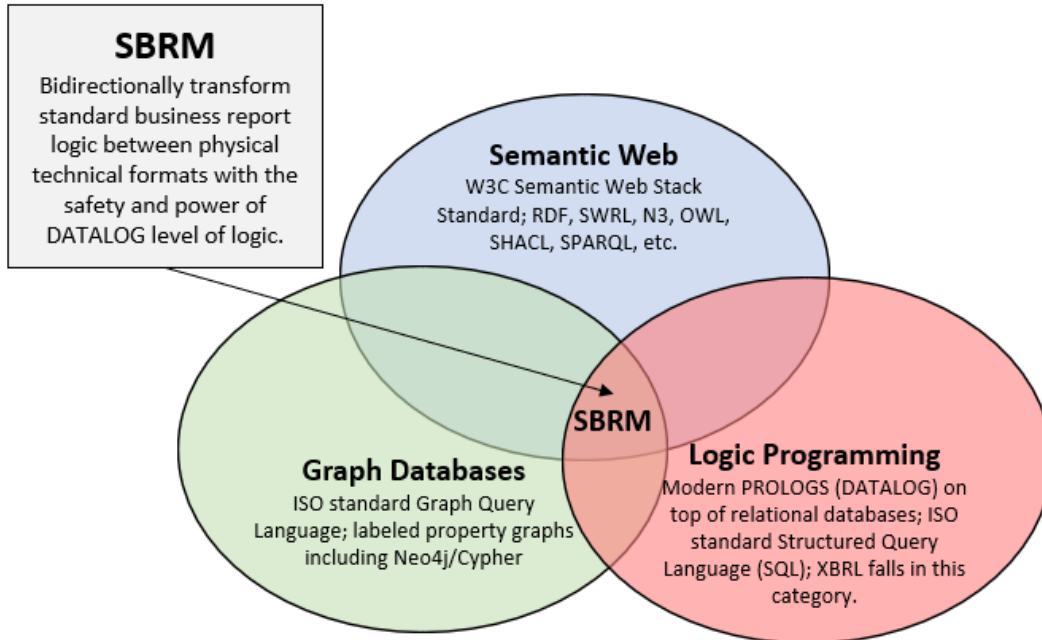 SBRM
Bidirectionally transform
standard business report
logic between physical
technical formats with the
safety and power of
DATALOG level of logic.
Semantic Web
W3C Semantic Web Stack
Standard; RDF, SWRL, N3, OWL,
SHACL, SPARQL, etc.
SBRM
Graph Databases
ISO standard Graph Query
Language; labeled property graphs
including Neo4j/Cypher
Logic Programming
Modern PROLOGS (DATALOG) on
top of relational databases; ISO
standard Structured Query
Language (SQL); XBRL falls in this
category.